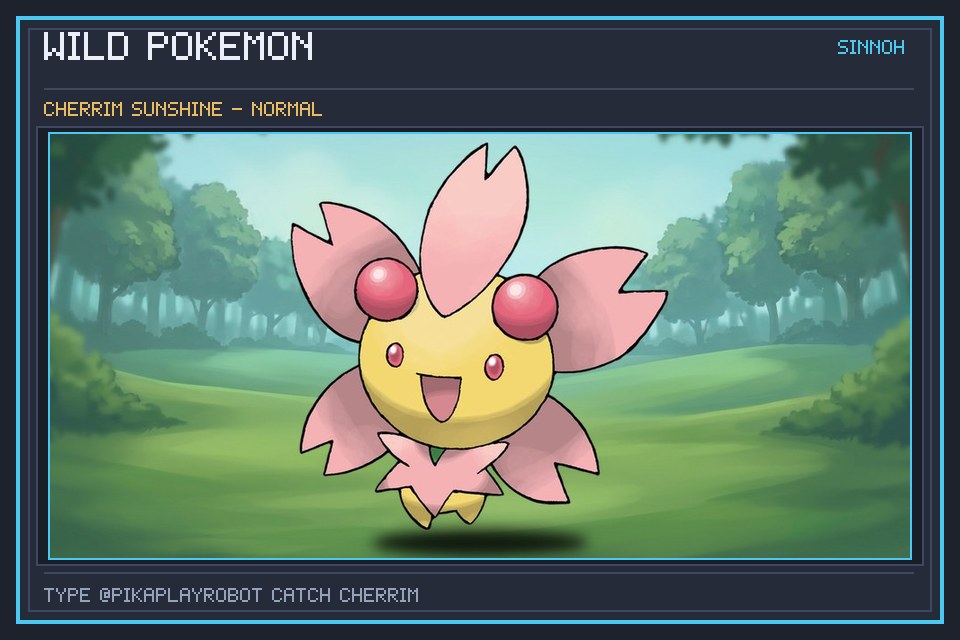 WILD POKEMON
SINNOH
CHERRIM SUNSHINE - NORMAL
TYPE @PIKAPLAYROBOT CATCH CHERRIM